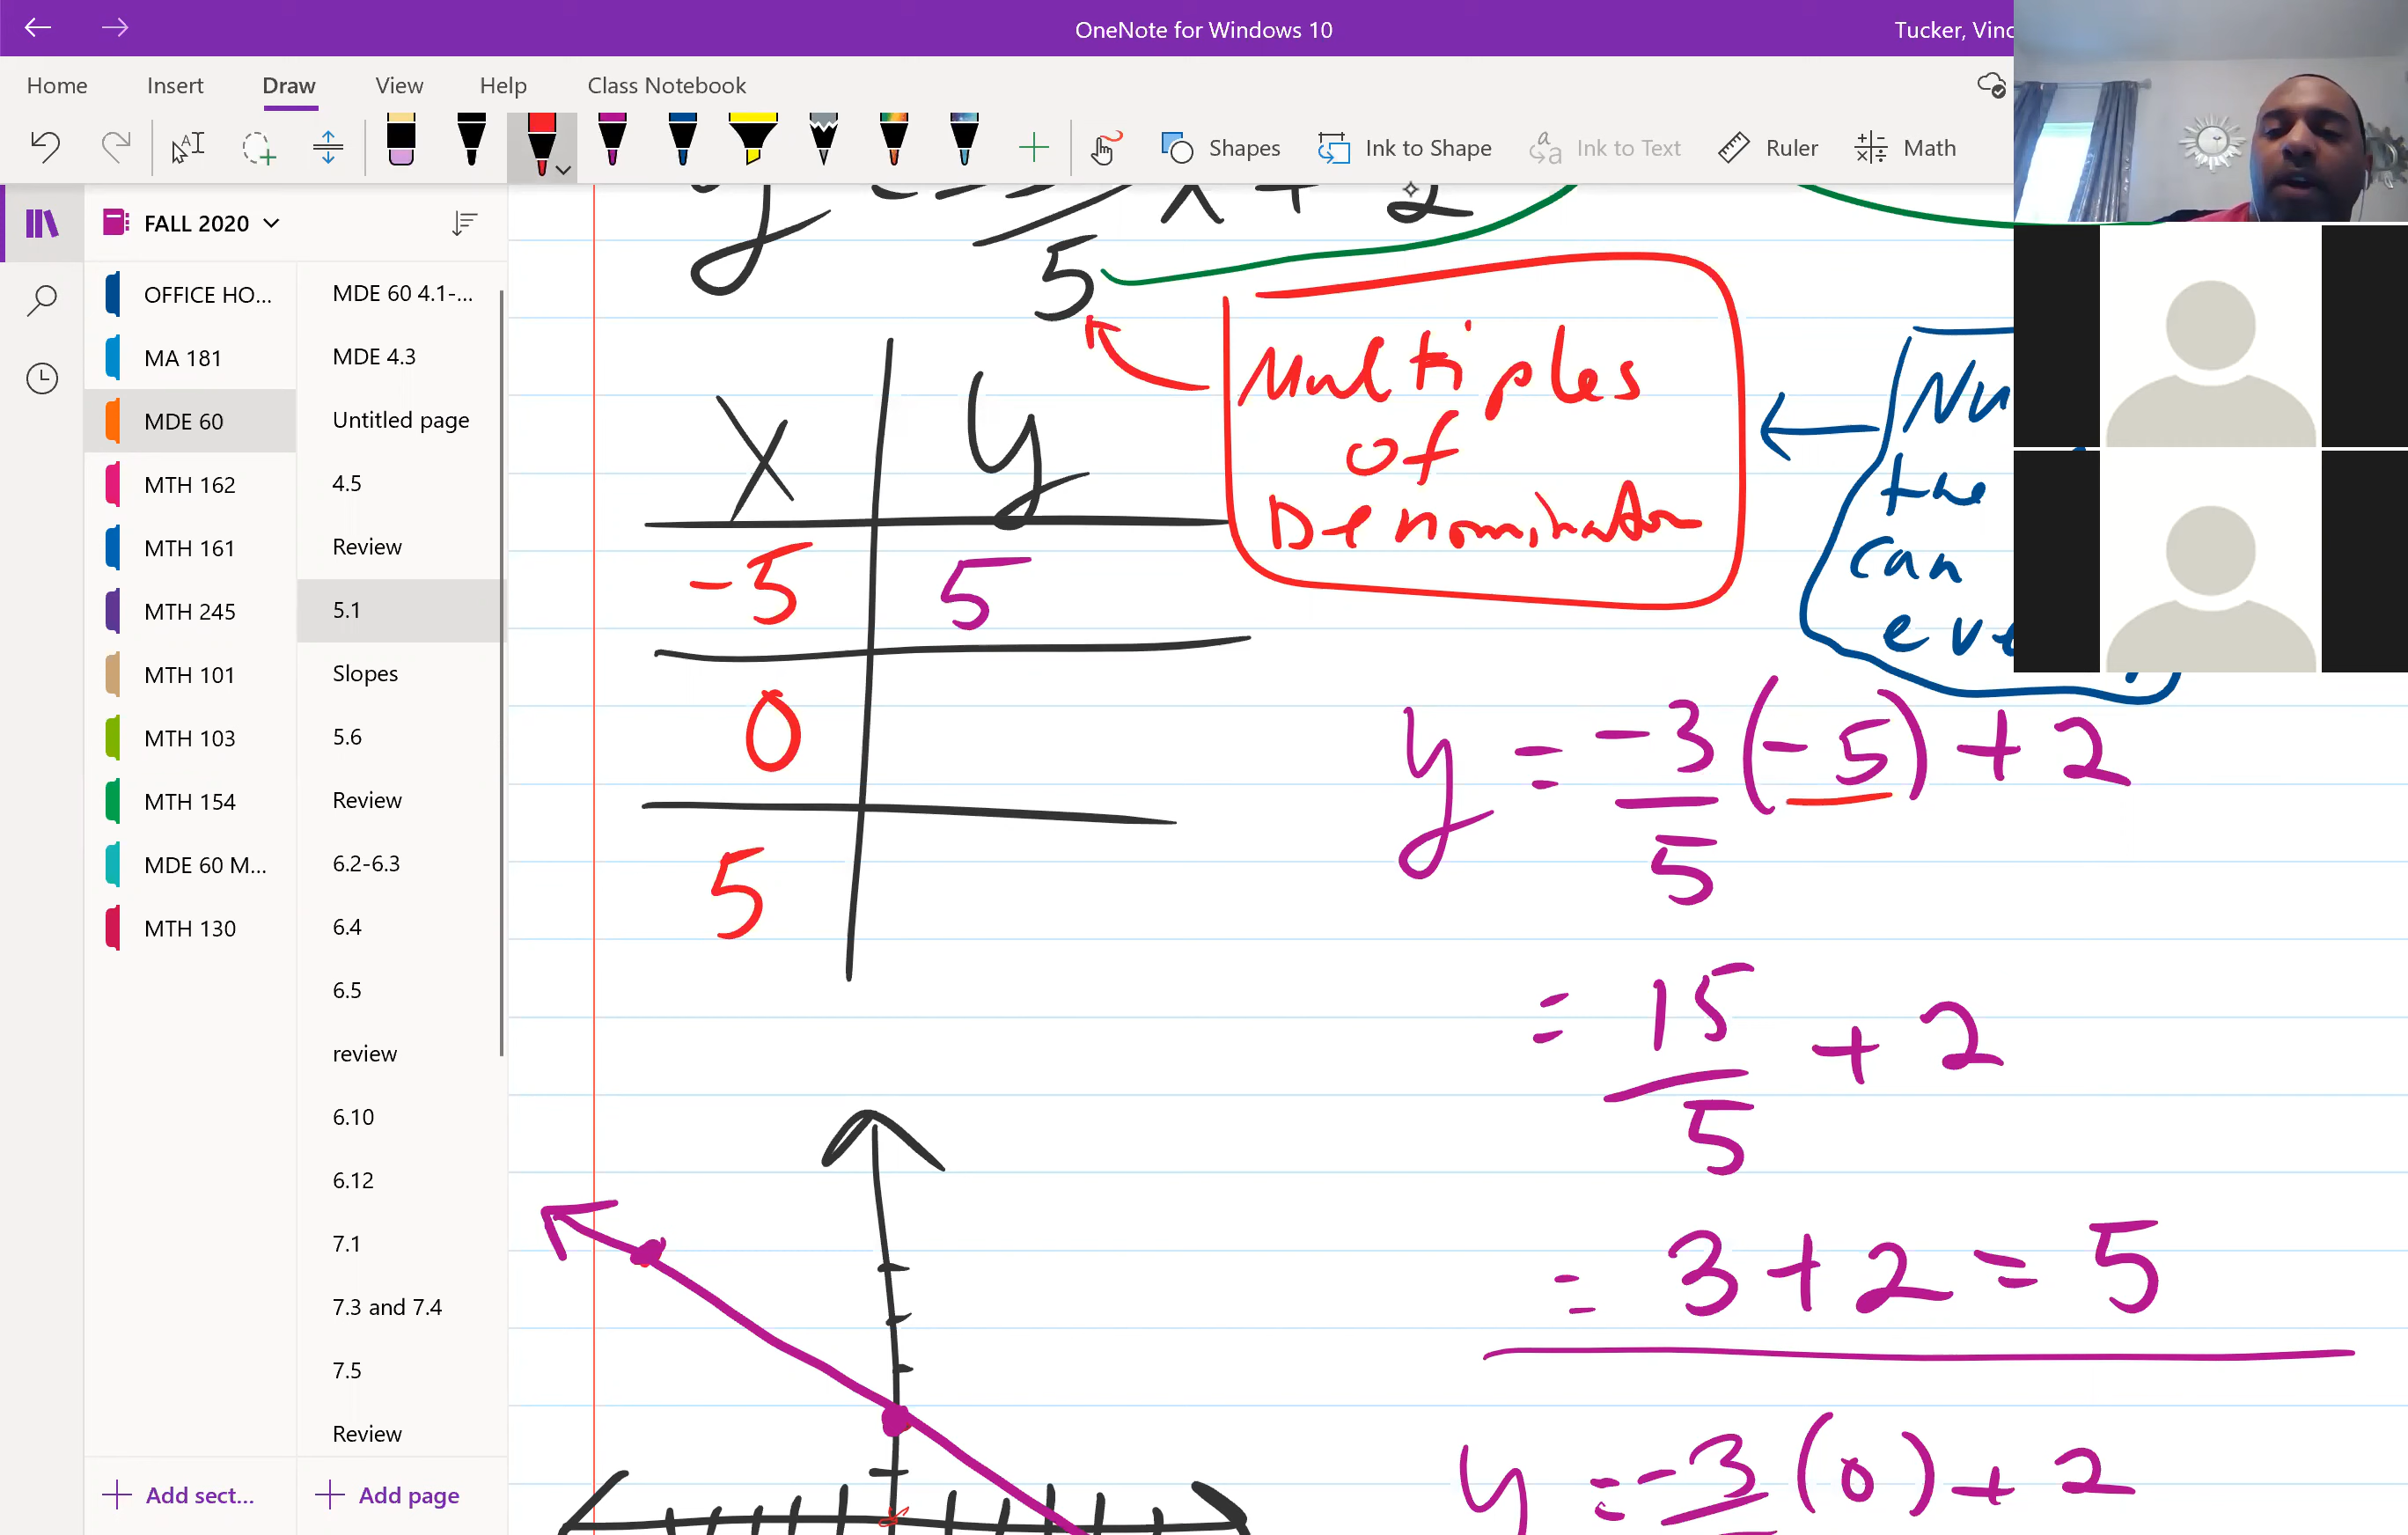 OneNote for Windows 10
Tucker, Vinc
Home Insert Draw View Help Class Notebook
Shapes Ink to Shape Ink to Text Ruler Math
FALL 2020
OFFICE HO...
MA 181
MDE 60
MTH 162
MTH 161
MTH 245
MTH 101
MTH 103
MTH 154
MDE 60 M...
MTH 130
Add sect...
MDE 60 4.1-...
MDE 4.3
Untitled page
4.5
Review
5.1
Slopes
5.6
Review
6.2-6.3
6.4
6.5
review
6.10
6.12
7.1
7.3 and 7.4
7.5
Review
Add page
y = -3/5 x + 2
Multiples
of
Denominator
the
can
x y
-5 5
0
5
y = -3/5 (-5) + 2
= 15/5 + 2
= 3 + 2 = 5
y = -3/5 (0) + 2